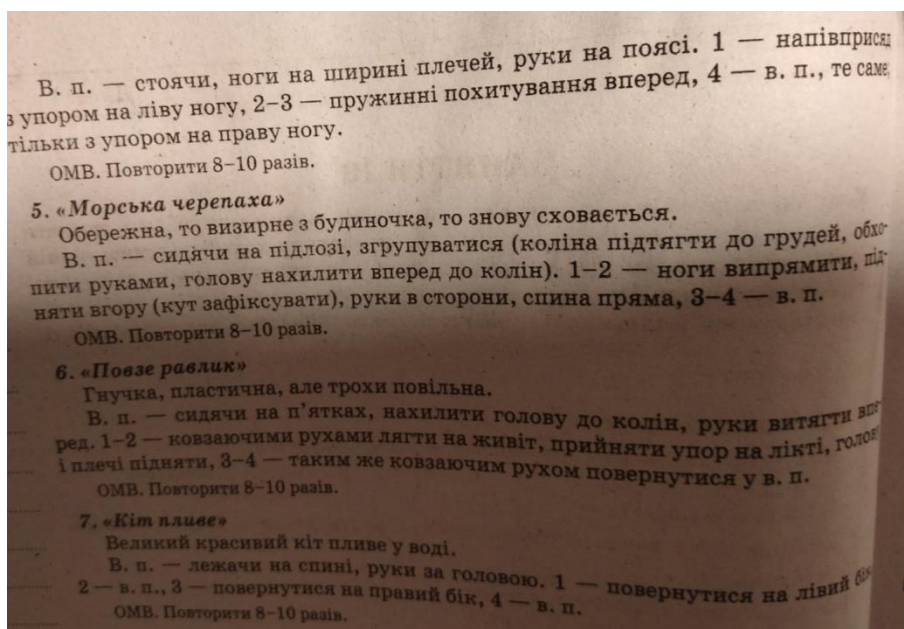 В. п. — стоячи, ноги на ширині плечей, руки на поясі. 1 — напівприсяд
з упором на ліву ногу, 2–3 — пружинні похитування вперед, 4 — в. п., те саме,
тільки з упором на праву ногу.
ОМВ. Повторити 8–10 разів.
5. «Морська черепаха»
Обережна, то визирне з будиночка, то знову сховається.
В. п. — сидячи на підлозі, згрупуватися (коліна підтягти до грудей, обхо-
пити руками, голову нахилити вперед до колін). 1–2 — ноги випрямити, під-
няти вгору (кут зафіксувати), руки в сторони, спина пряма, 3–4 — в. п.
ОМВ. Повторити 8–10 разів.
6. «Повзе равлик»
Гнучка, пластична, але трохи повільна.
В. п. — сидячи на п’ятках, нахилити голову до колін, руки витягти впе-
ред. 1–2 — ковзаючими рухами лягти на живіт, прийняти упор на лікті, голову
і плечі підняти, 3–4 — таким же ковзаючим рухом повернутися у в. п.
ОМВ. Повторити 8–10 разів.
7. «Кіт пливе»
Великий красивий кіт пливе у воді.
В. п. — лежачи на спині, руки за головою. 1 — повернутися на лівий бік,
2 — в. п., 3 — повернутися на правий бік, 4 — в. п.
ОМВ. Повторити 8–10 разів.